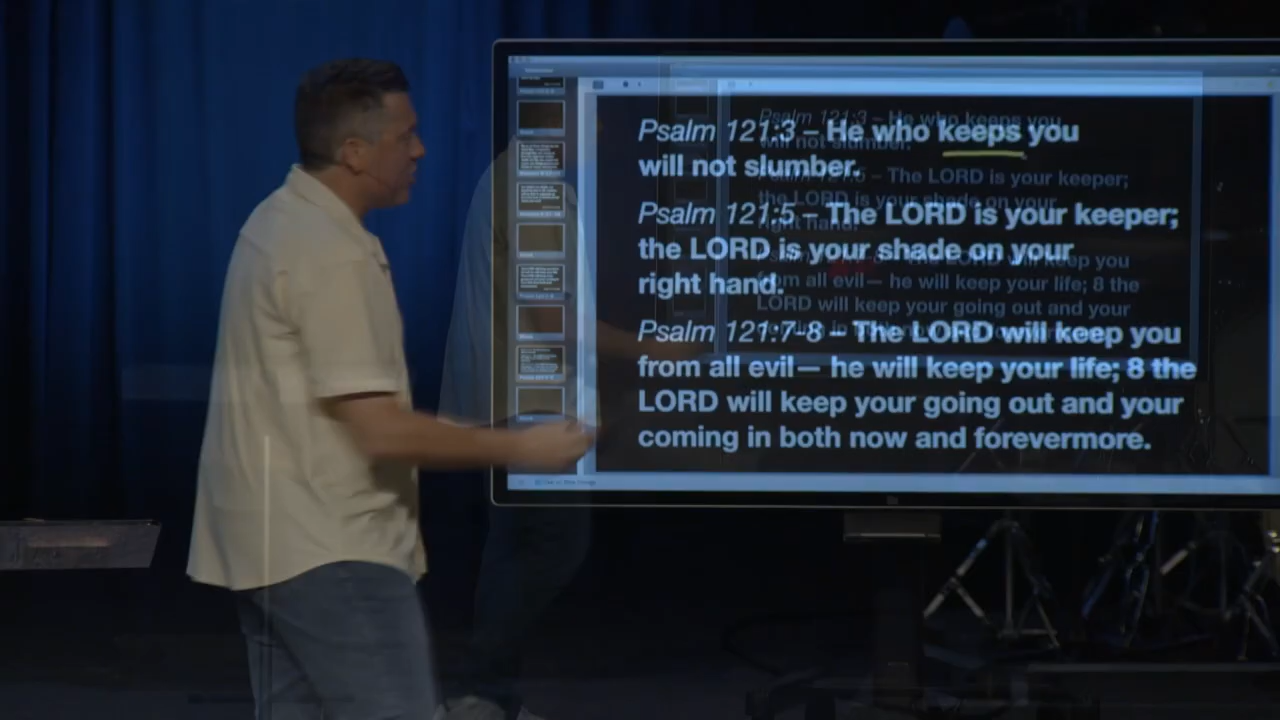 Psalm 121:3 – He who keeps you
will not slumber.
Psalm 121:5 – The LORD is your keeper;
the LORD is your shade on your
right hand.
Psalm 121:7-8 – The LORD will keep you
from all evil— he will keep your life; 8 the
LORD will keep your going out and your
coming in both now and forevermore.